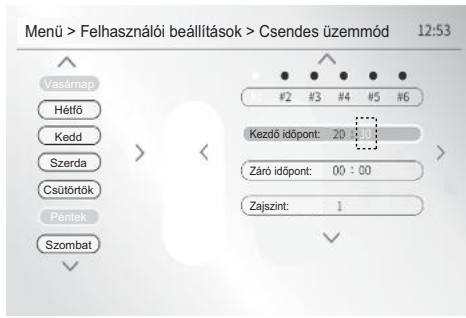 Menü > Felhasználói beállítások > Csendes üzemmód 12:53
Vasárnap
Hétfő
Kedd
Szerda
Csütörtök
Péntek
Szombat
#2 #3 #4 #5 #6
Kezdő időpont: 20 :
Záró időpont: 00 : 00
Zajszint: 1